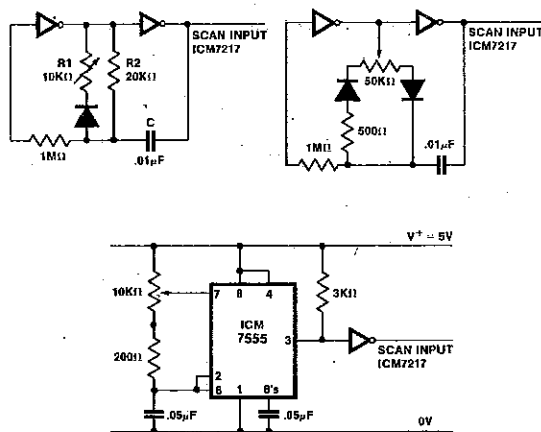 SCAN INPUT
ICM7217
R1
10KΩ
R2
20KΩ
C
.01µF
1MΩ
SCAN INPUT
ICM7217
50KΩ
500Ω
1MΩ
.01µF
V⁺ = 5V
10KΩ
200Ω
.05µF
7
8
4
ICM
7555
3
2
6
1
6's
.05µF
3KΩ
SCAN INPUT
ICM7217
0V